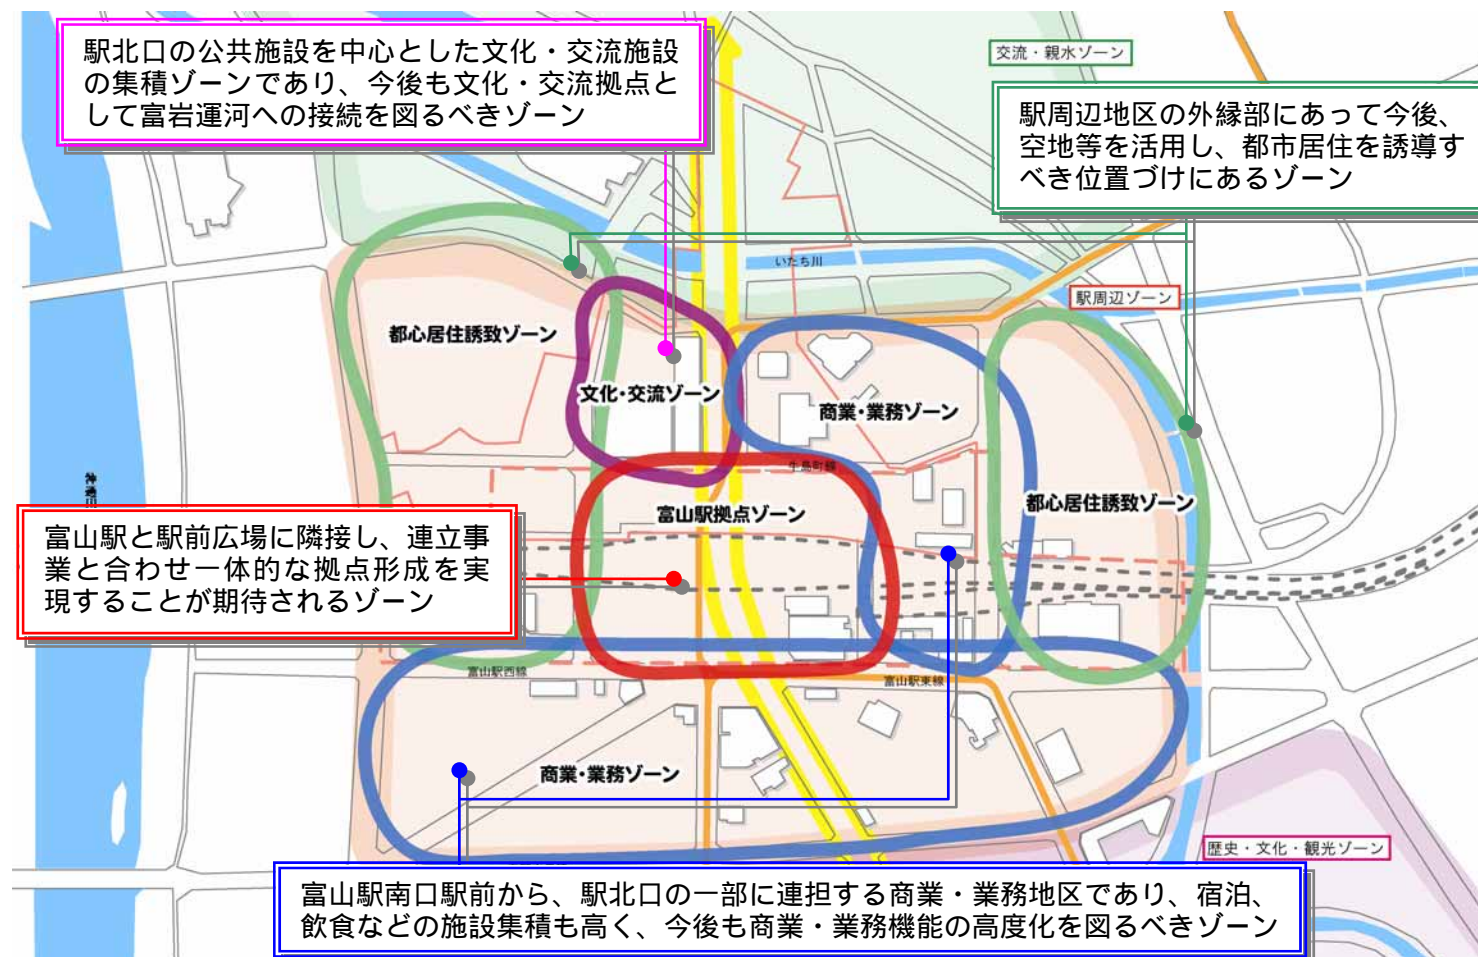 駅北口の公共施設を中心とした文化・交流施設
の集積ゾーンであり、今後も文化・交流拠点と
して富岩運河への接続を図るべきゾーン
交流・親水ゾーン
駅周辺地区の外縁部にあって今後、
空地等を活用し、都市居住を誘導す
べき位置づけにあるゾーン
いたち川
駅周辺ゾーン
都心居住誘致ゾーン
文化・交流ゾーン
商業・業務ゾーン
牛島町線
神通川
都心居住誘致ゾーン
富山駅拠点ゾーン
富山駅と駅前広場に隣接し、連立事
業と合わせ一体的な拠点形成を実
現することが期待されるゾーン
富山駅西線
富山駅東線
商業・業務ゾーン
歴史・文化・観光ゾーン
富山駅南口駅前から、駅北口の一部に連担する商業・業務地区であり、宿泊、
飲食などの施設集積も高く、今後も商業・業務機能の高度化を図るべきゾーン